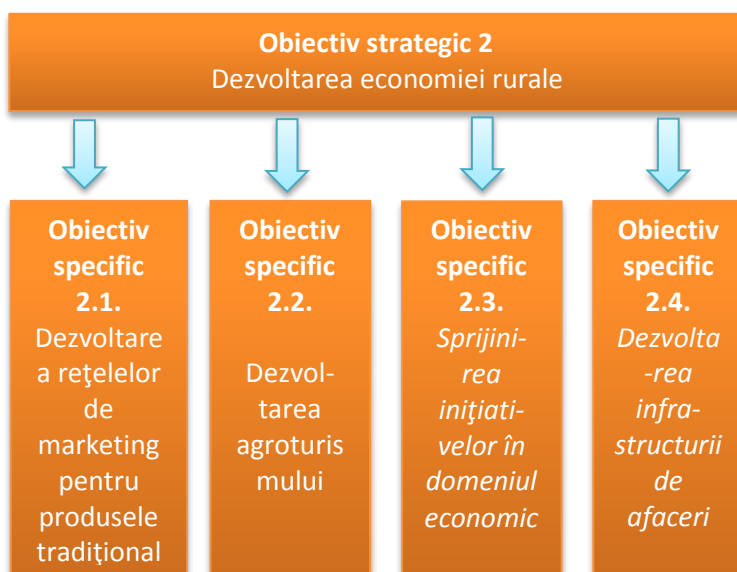 Obiectiv strategic 2
Dezvoltarea economiei rurale
Obiectiv
specific
2.1.
Dezvoltare
a reţelelor
de
marketing
pentru
produsele
tradiţional
Obiectiv
specific
2.2.
Dezvol-
tarea
agroturis
mului
Obiectiv
specific
2.3.
Sprijini-
rea
iniţiati-
velor în
domeniul
economic
Obiectiv
specific
2.4.
Dezvolta
-rea
infra-
structurii
de
afaceri